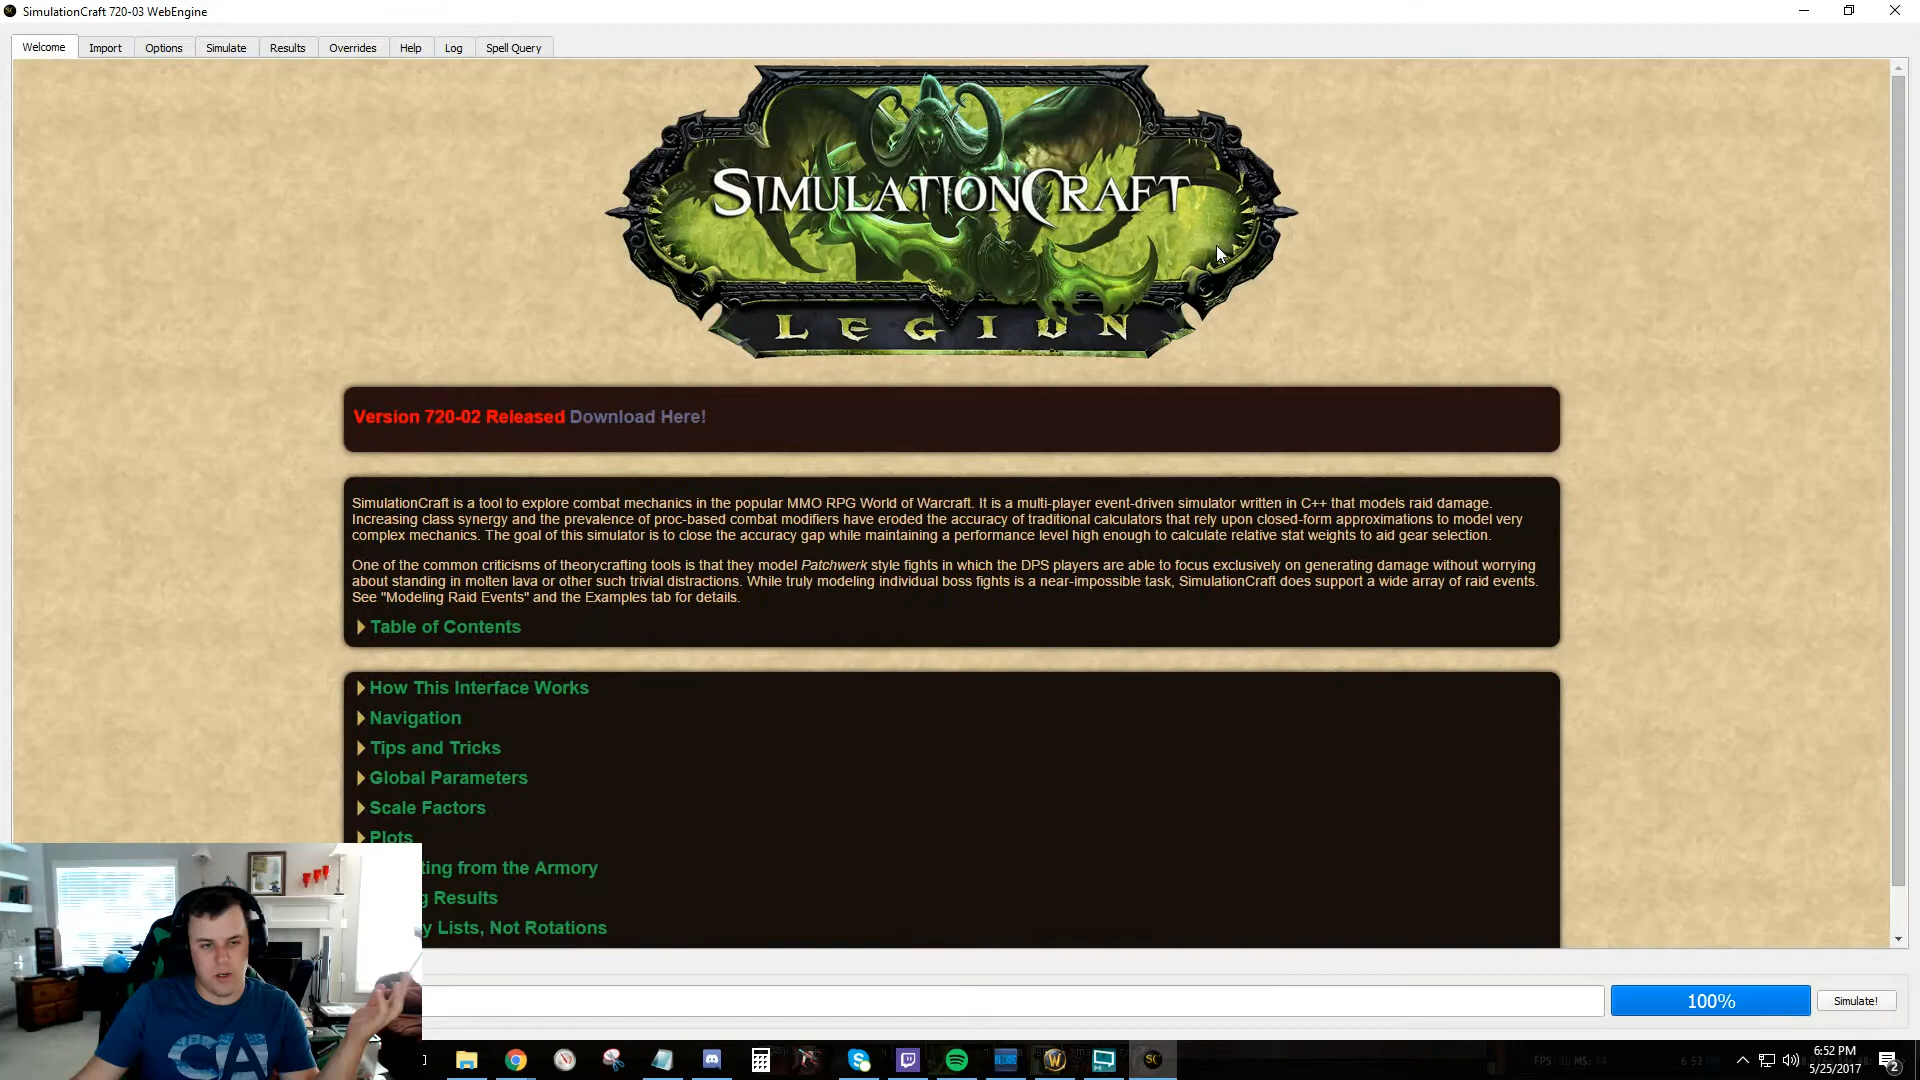 SimulationCraft 720-03 WebEngine
Welcome
Import
Options
Simulate
Results
Overrides
Help
Log
Spell Query
SIMULATIONCRAFT
LEGION
Version 720-02 Released Download Here!
SimulationCraft is a tool to explore combat mechanics in the popular MMO RPG World of Warcraft. It is a multi-player event-driven simulator written in C++ that models raid damage.
Increasing class synergy and the prevalence of proc-based combat modifiers have eroded the accuracy of traditional calculators that rely upon closed-form approximations to model very
complex mechanics. The goal of this simulator is to close the accuracy gap while maintaining a performance level high enough to calculate relative stat weights to aid gear selection.
One of the common criticisms of theorycrafting tools is that they model Patchwerk style fights in which the DPS players are able to focus exclusively on generating damage without worrying
about standing in molten lava or other such trivial distractions. While truly modeling individual boss fights is a near-impossible task, SimulationCraft does support a wide array of raid events.
See "Modeling Raid Events" and the Examples tab for details.
Table of Contents
How This Interface Works
Navigation
Tips and Tricks
Global Parameters
Scale Factors
Plots
ting from the Armory
g Results
y Lists, Not Rotations
100%
Simulate!
CA
6:52 PM
5/25/2017
2